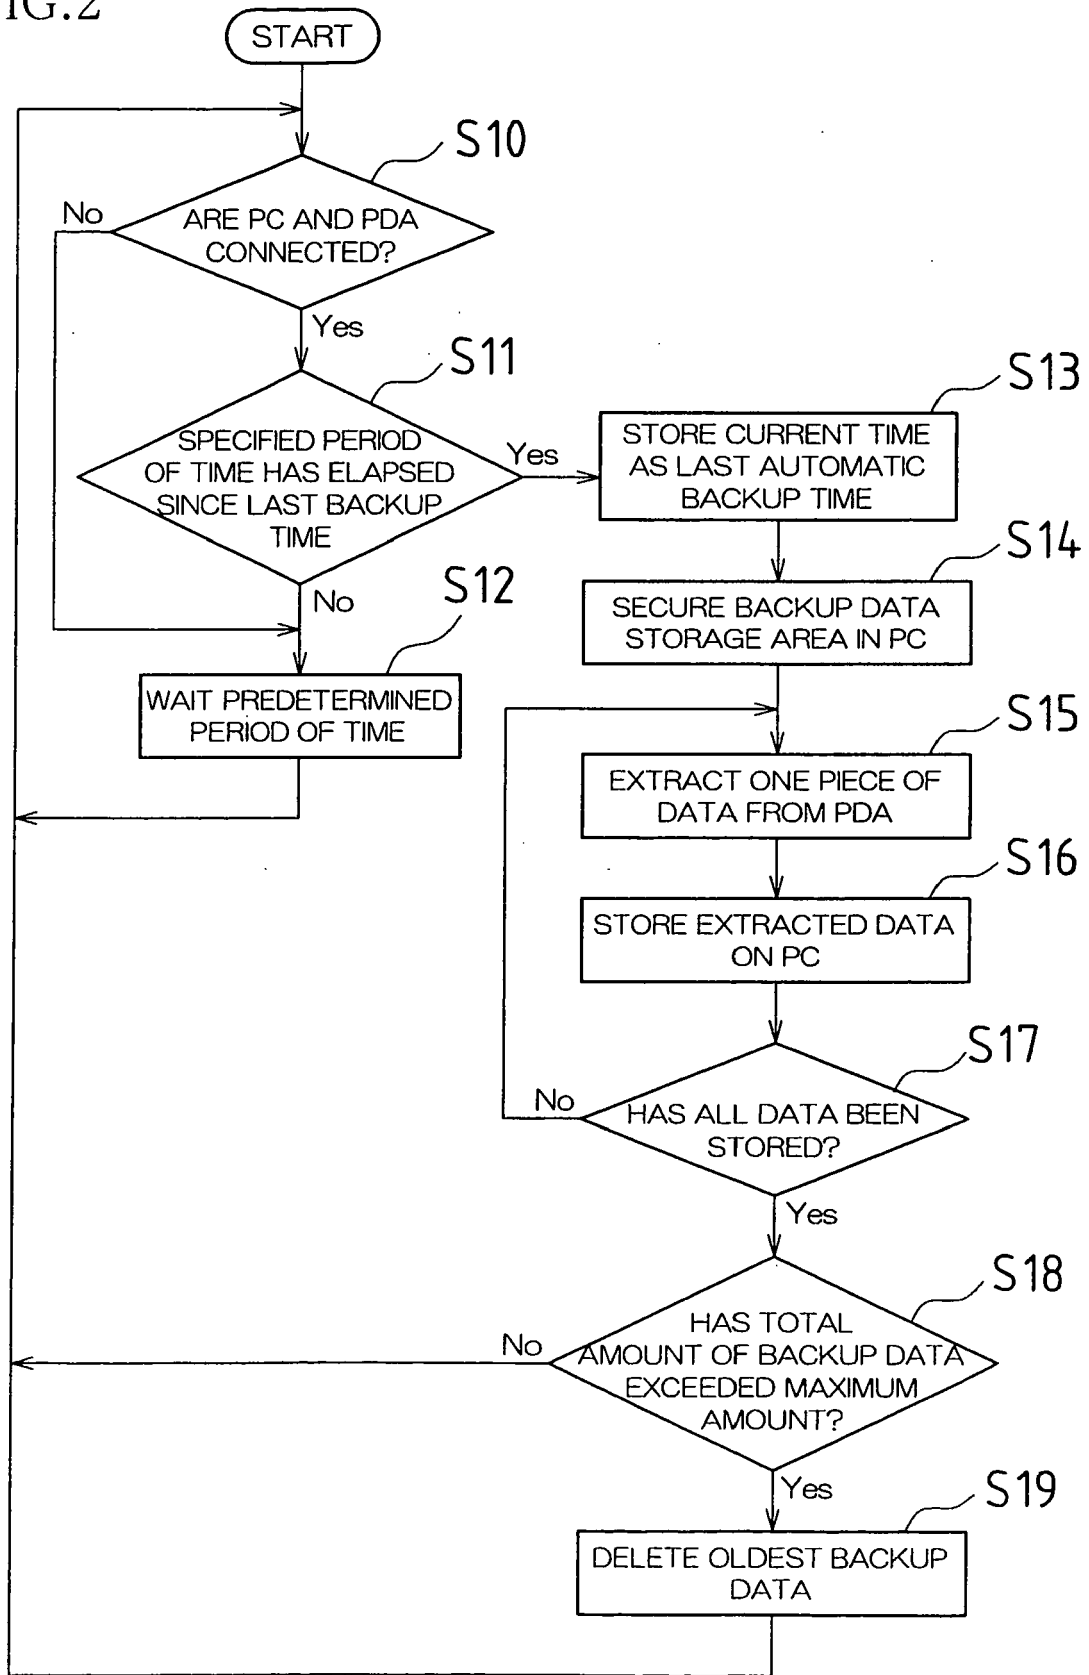 IG.2
START
S10
No
ARE PC AND PDA
CONNECTED?
Yes
S11
SPECIFIED PERIOD
OF TIME HAS ELAPSED
SINCE LAST BACKUP
TIME
Yes
No
S12
WAIT PREDETERMINED
PERIOD OF TIME
S13
STORE CURRENT TIME
AS LAST AUTOMATIC
BACKUP TIME
S14
SECURE BACKUP DATA
STORAGE AREA IN PC
S15
EXTRACT ONE PIECE OF
DATA FROM PDA
S16
STORE EXTRACTED DATA
ON PC
S17
No
HAS ALL DATA BEEN
STORED?
Yes
S18
No
HAS TOTAL
AMOUNT OF BACKUP DATA
EXCEEDED MAXIMUM
AMOUNT?
Yes
S19
DELETE OLDEST BACKUP
DATA